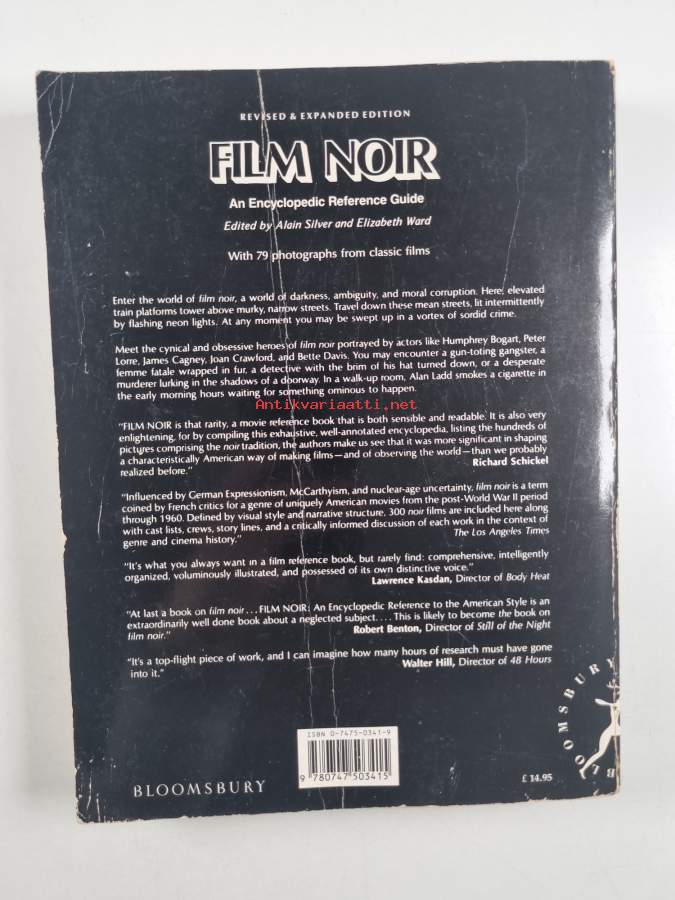 REVISED & EXPANDED EDITION
FILM NOIR
An Encyclopedic Reference Guide
Edited by Alain Silver and Elizabeth Ward
With 79 photographs from classic films
Enter the world of film noir, a world of darkness, ambiguity, and moral corruption. Here, elevated
train platforms tower above murky, narrow streets. Travel down these mean streets, lit intermittently
by flashing neon lights. At any moment you may be swept up in a vortex of sordid crime.
Meet the cynical and obsessive heroes of film noir portrayed by actors like Humphrey Bogart, Peter
Lorre, James Cagney, Joan Crawford, and Bette Davis. You may encounter a gun-toting gangster, a
femme fatale wrapped in fur, a detective with the brim of his hat turned down, or a desperate
murderer lurking in the shadows of a doorway. In a walk-up room, Alan Ladd smokes a cigarette in
the early morning hours waiting for something ominous to happen.
Antikvariaatti.net
"FILM NOIR is that rarity, a movie reference book that is both sensible and readable. It is also very
enlightening, for by compiling this exhaustive, well-annotated encyclopedia, listing the hundreds of
pictures comprising the noir tradition, the authors make us see that it was more significant in shaping
a characteristically American way of making films—and of observing the world—than we probably
realized before."
Richard Schickel
"Influenced by German Expressionism, McCarthyism, and nuclear-age uncertainty, film noir is a term
coined by French critics for a genre of uniquely American movies from the post-World War II period
through 1960. Defined by visual style and narrative structure, 300 noir films are included here along
with cast lists, crews, story lines, and a critically informed discussion of each work in the context of
genre and cinema history."
The Los Angeles Times
"It's what you always want in a film reference book, but rarely find: comprehensive, intelligently
organized, voluminously illustrated, and possessed of its own distinctive voice."
Lawrence Kasdan, Director of Body Heat
"At last a book on film noir... FILM NOIR: An Encyclopedic Reference to the American Style is an
extraordinarily well done book about a neglected subject.... This is likely to become the book on
film noir."
Robert Benton, Director of Still of the Night
"It's a top-flight piece of work, and I can imagine how many hours of research must have gone
into it."
Walter Hill, Director of 48 Hours
BLOOMSBURY
ISBN 0-7475-0341-9
9 780747 503415
BLOOMSBURY
£ 14.95